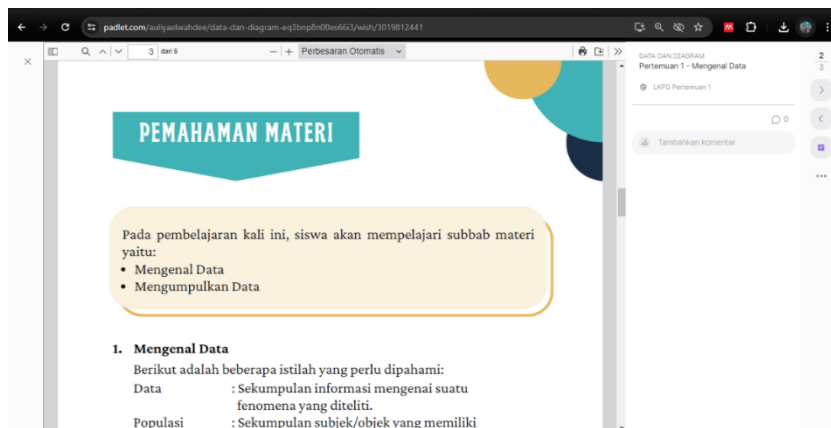 padlet.com/auliyaelwahdee/data-dan-diagram-eq3bnp8n00es66i3/wish/3019812441
3 dari 6
Perbesaran Otomatis
PEMAHAMAN MATERI
Pada pembelajaran kali ini, siswa akan mempelajari subbab materi
yaitu:
• Mengenal Data
• Mengumpulkan Data
1. Mengenal Data
Berikut adalah beberapa istilah yang perlu dipahami:
Data : Sekumpulan informasi mengenai suatu
fenomena yang diteliti.
Populasi : Sekumpulan subjek/objek yang memiliki
DATA DAN DIAGRAM
Pertemuan 1 - Mengenal Data
LKPD Pertemuan 1
0
Tambahkan komentar
2
3